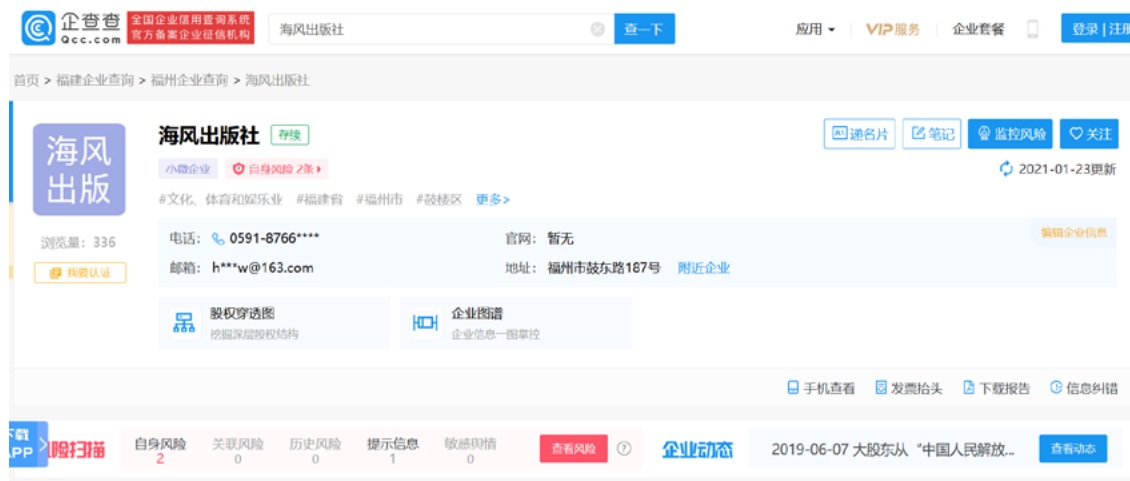 企查查 全国企业信用查询系统
Qcc.com 官方备案企业征信机构
海风出版社 查一下 应用 VIP服务 企业套餐 登录 | 注册
首页 > 福建企业查询 > 福州企业查询 > 海风出版社
海风
出版
海风出版社 存续
递名片 笔记 监控风险 关注
小微企业 自身风险 2条
2021-01-23更新
#文化、体育和娱乐业 #福建省 #福州市 #鼓楼区 更多>
浏览量：336
我要认证
电话： 0591-8766**** 官网： 暂无 编辑企业信息
邮箱： h***w@163.com 地址： 福州市鼓东路187号 附近企业
股权穿透图 企业图谱
挖掘深层股权结构 企业信息一图掌控
手机查看 发票抬头 下载报告 信息纠错
下载
APP
险扫描 自身风险 关联风险 历史风险 提示信息 敏感舆情 查看风险 企业动态 2019-06-07 大股东从“中国人民解放... 查看动态
2 0 0 1 0